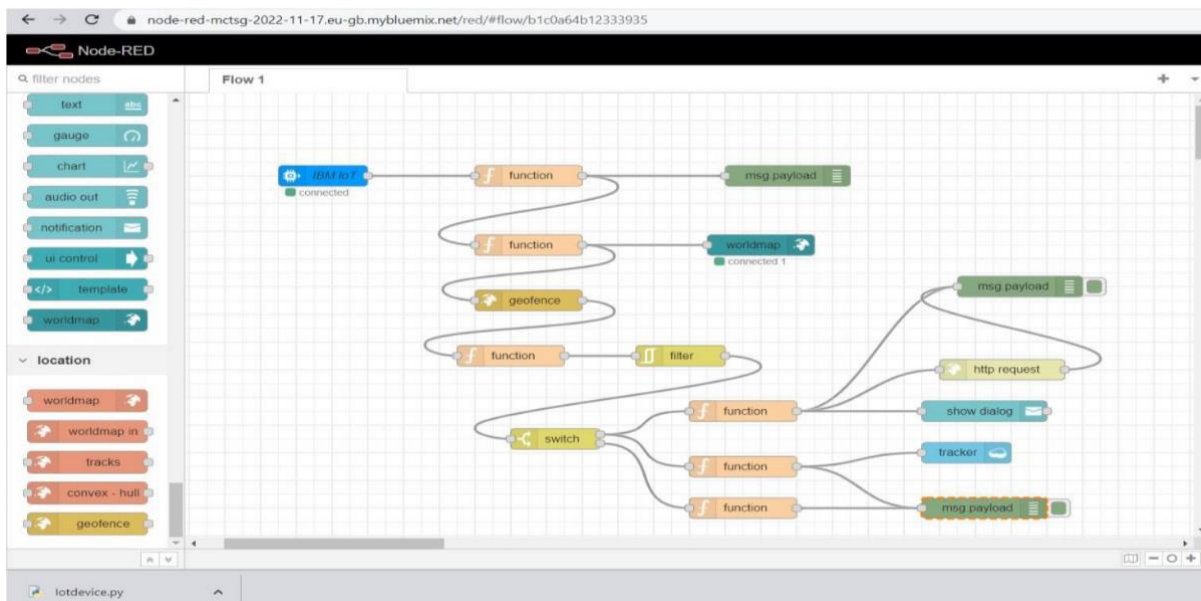 node-red-mctsg-2022-11-17.eu-gb.mybluemix.net/red/#flow/b1c0a64b12333935
Node-RED
filter nodes
Flow 1
text
abc
gauge
chart
audio out
notification
ui control
</> template
worldmap
location
worldmap
worldmap in
tracks
convex - hull
geofence
IBM IoT
connected
function
msg.payload
function
worldmap
connected 1
geofence
msg.payload
function
filter
http request
function
show dialog
switch
tracker
function
function
msg.payload
Iotdevice.py